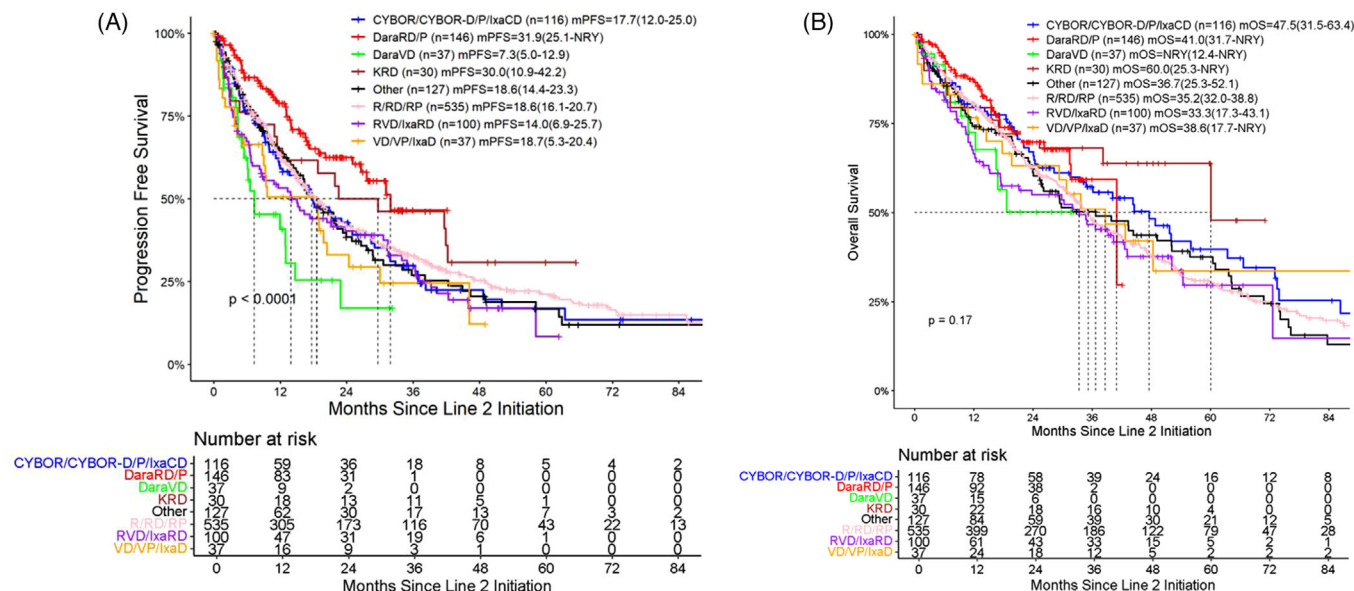 (A)
CYBOR/CYBOR-D/P/IxaCD (n=116) mPFS=17.7(12.0-25.0)
DaraRD/P (n=146) mPFS=31.9(25.1-NRY)
DaraVD (n=37) mPFS=7.3(5.0-12.9)
KRD (n=30) mPFS=30.0(10.9-42.2)
Other (n=127) mPFS=18.6(14.4-23.3)
R/RD/RP (n=535) mPFS=18.6(16.1-20.7)
RVD/IxaRD (n=100) mPFS=14.0(6.9-25.7)
VD/VP/IxaD (n=37) mPFS=18.7(5.3-20.4)
Progression Free Survival
100%
75%
50%
25%
0%
p < 0.0001
0 12 24 36 48 60 72 84
Months Since Line 2 Initiation
Number at risk
CYBOR/CYBOR-D/P/IxaCD 116 59 36 18 8 5 4 2
DaraRD/P 146 83 31 1 0 0 0 0
DaraVD 37 9 2 0 0 0 0 0
KRD 30 18 13 11 5 1 0 0
Other 127 62 30 17 13 7 3 2
R/RD/RP 535 305 173 116 70 43 22 13
RVD/IxaRD 100 47 31 19 6 1 0 0
VD/VP/IxaD 37 16 9 3 1 0 0 0
0 12 24 36 48 60 72 84
Months Since Line 2 Initiation
(B)
CYBOR/CYBOR-D/P/IxaCD (n=116) mOS=47.5(31.5-63.4)
DaraRD/P (n=146) mOS=41.0(31.7-NRY)
DaraVD (n=37) mOS=NRY(12.4-NRY)
KRD (n=30) mOS=60.0(25.3-NRY)
Other (n=127) mOS=36.7(25.3-52.1)
R/RD/RP (n=535) mOS=35.2(32.0-38.8)
RVD/IxaRD (n=100) mOS=33.3(17.3-43.1)
VD/VP/IxaD (n=37) mOS=38.6(17.7-NRY)
Overall Survival
100%
75%
50%
25%
0%
p = 0.17
0 12 24 36 48 60 72 84
Months Since Line 2 Initiation
Number at risk
CYBOR/CYBOR-D/P/IxaCD 116 78 58 39 24 16 12 8
DaraRD/P 146 92 38 2 0 0 0 0
DaraVD 37 15 6 0 0 0 0 0
KRD 30 22 18 16 10 4 0 0
Other 127 84 59 39 30 21 12 5
R/RD/RP 535 399 270 186 122 79 47 28
RVD/IxaRD 100 61 43 33 15 5 2 1
VD/VP/IxaD 37 24 18 12 5 2 2 2
0 12 24 36 48 60 72 84
Months Since Line 2 Initiation